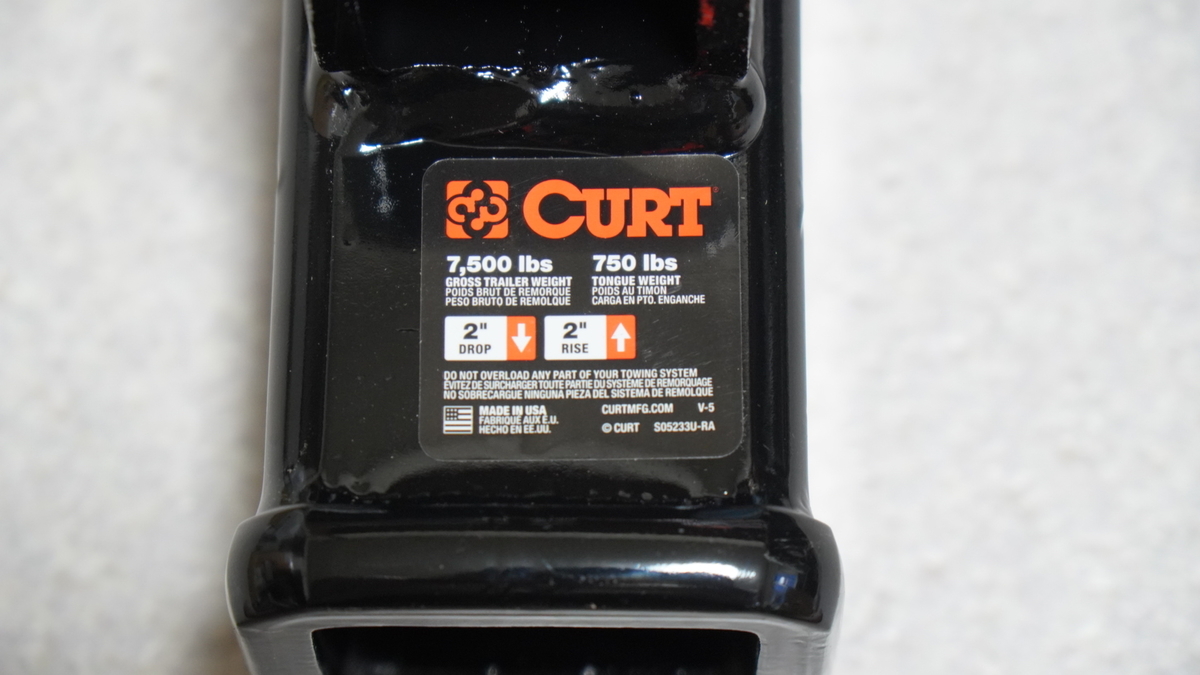 CURT®
7,500 lbs 750 lbs
GROSS TRAILER WEIGHT TONGUE WEIGHT
POIDS BRUT DE REMORQUE POIDS AU TIMON
PESO BRUTO DE REMOLQUE CARGA EN PTO. ENGANCHE
2" 2"
DROP RISE
DO NOT OVERLOAD ANY PART OF YOUR TOWING SYSTEM
ÉVITEZ DE SURCHARGER TOUTE PARTIE DU SYSTÈME DE REMORQUAGE
NO SOBRECARGUE NINGUNA PIEZA DEL SISTEMA DE REMOLQUE
MADE IN USA CURTMFG.COM V-5
FABRIQUÉ AUX É.U.
HECHO EN EE.UU. © CURT S05233U-RA